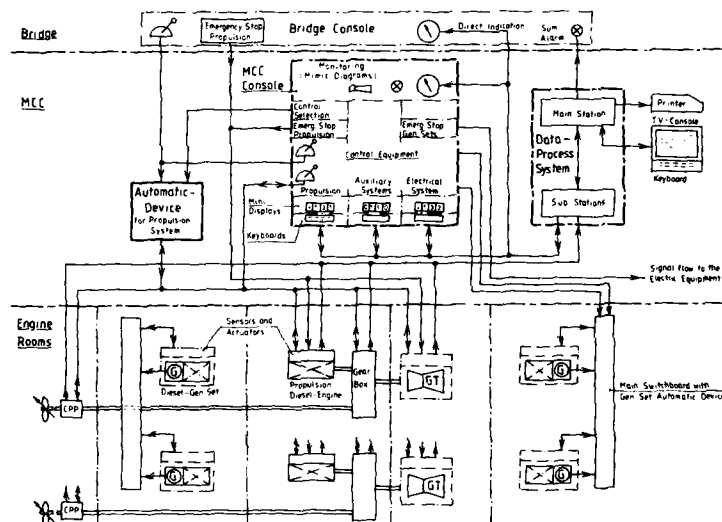 Bridge
Emergency Stop
Propulsion
Bridge Console
Direct Indication
Sum
Alarm
MCC
MCC
Console
Monitoring
(Mimic Diagrams)
Control
Selection
Emerg Stop
Propulsion
Emerg Stop
Gen Sets
Control Equipment
Propulsion
Auxiliary
Systems
Electrical
System
Mini
Displays
Keyboards
Automatic-
Device
for Propulsion
System
Main Station
Data-
Process
System
Sub Stations
Printer
T.V-Console
Keyboard
Signal flow to the
Electric Equipment
Engine
Rooms
Sensors and
Actuators
G
Diesel-Gen Set
Propulsion
Diesel-Engine
Gear
Box
GT
G
Main Switchboard with
Gen Set Automatic Device
CPP
G
GT
G
CPP